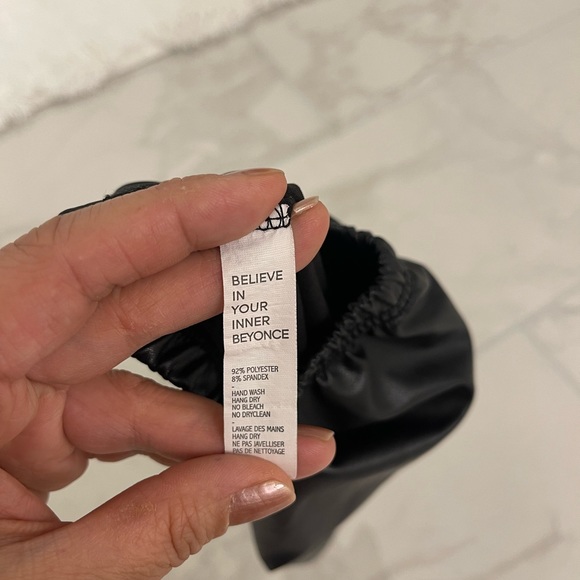 BELIEVE
IN
YOUR
INNER
BEYONCE
92% POLYESTER
8% SPANDEX
-
HAND WASH
HANG DRY
NO BLEACH
NO DRYCLEAN
-
LAVAGE DES MAINS
HANG DRY
NE PAS JAVELLISER
PAS DE NETTOYAGE